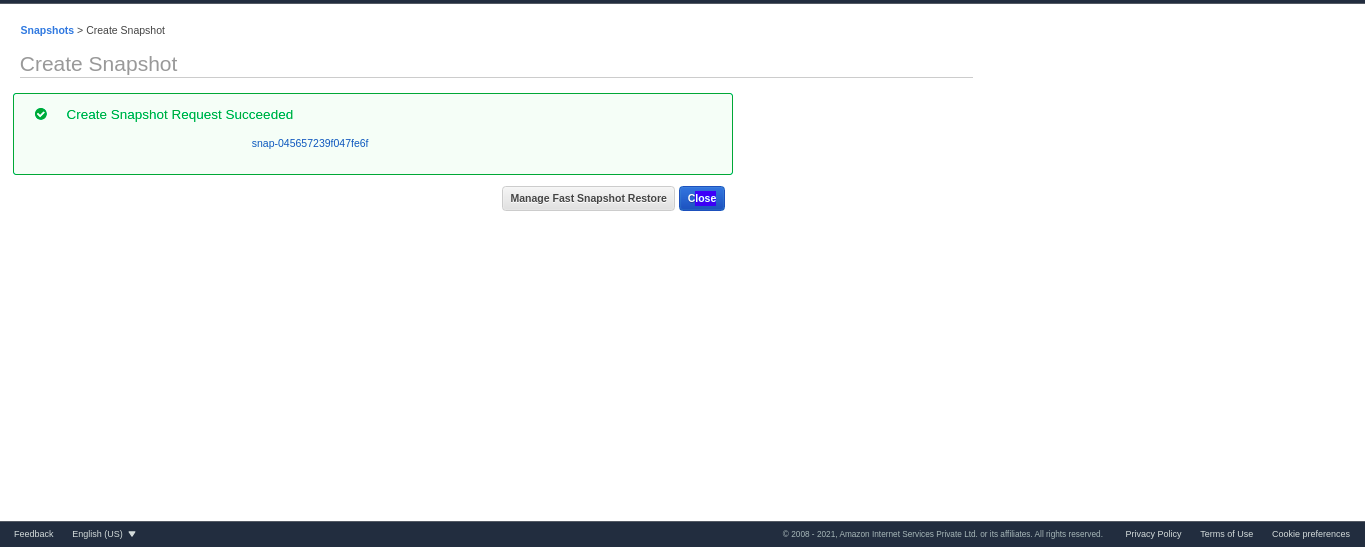 Snapshots > Create Snapshot
Create Snapshot
Create Snapshot Request Succeeded
snap-045657239f047fe6f
Manage Fast Snapshot Restore Close
Feedback English (US) © 2008 - 2021, Amazon Internet Services Private Ltd. or its affiliates. All rights reserved. Privacy Policy Terms of Use Cookie preferences